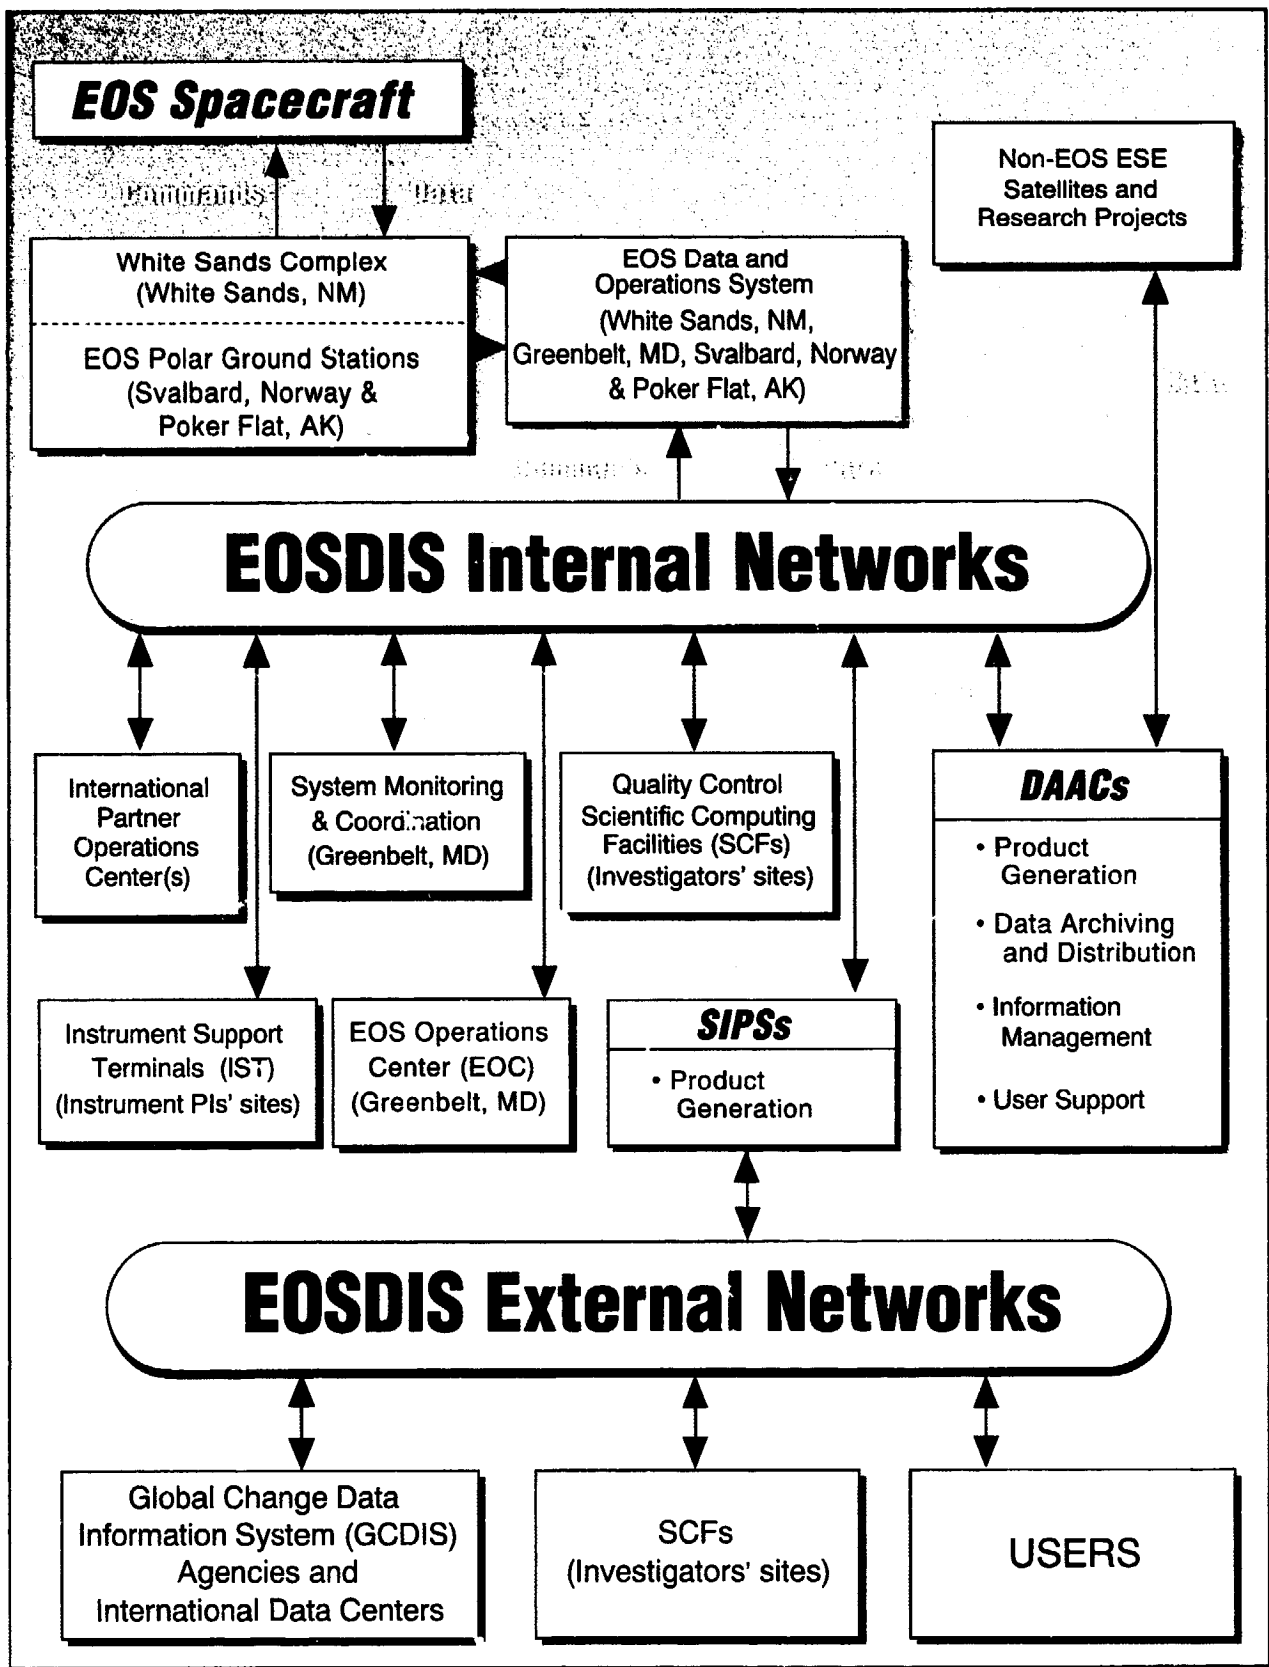 EOS Spacecraft
Commands
Data
Non-EOS ESE
Satellites and
Research Projects
White Sands Complex
(White Sands, NM)
EOS Polar Ground Stations
(Svalbard, Norway &
Poker Flat, AK)
EOS Data and
Operations System
(White Sands, NM,
Greenbelt, MD, Svalbard, Norway
& Poker Flat, AK)
EOSDIS Internal Networks
International
Partner
Operations
Center(s)
System Monitoring
& Coordination
(Greenbelt, MD)
Quality Control
Scientific Computing
Facilities (SCFs)
(Investigators' sites)
DAACs
• Product
Generation
• Data Archiving
and Distribution
• Information
Management
• User Support
Instrument Support
Terminals (IST)
(Instrument PIs' sites)
EOS Operations
Center (EOC)
(Greenbelt, MD)
SIPSs
• Product
Generation
EOSDIS External Networks
Global Change Data
Information System (GCDIS)
Agencies and
International Data Centers
SCFs
(Investigators' sites)
USERS